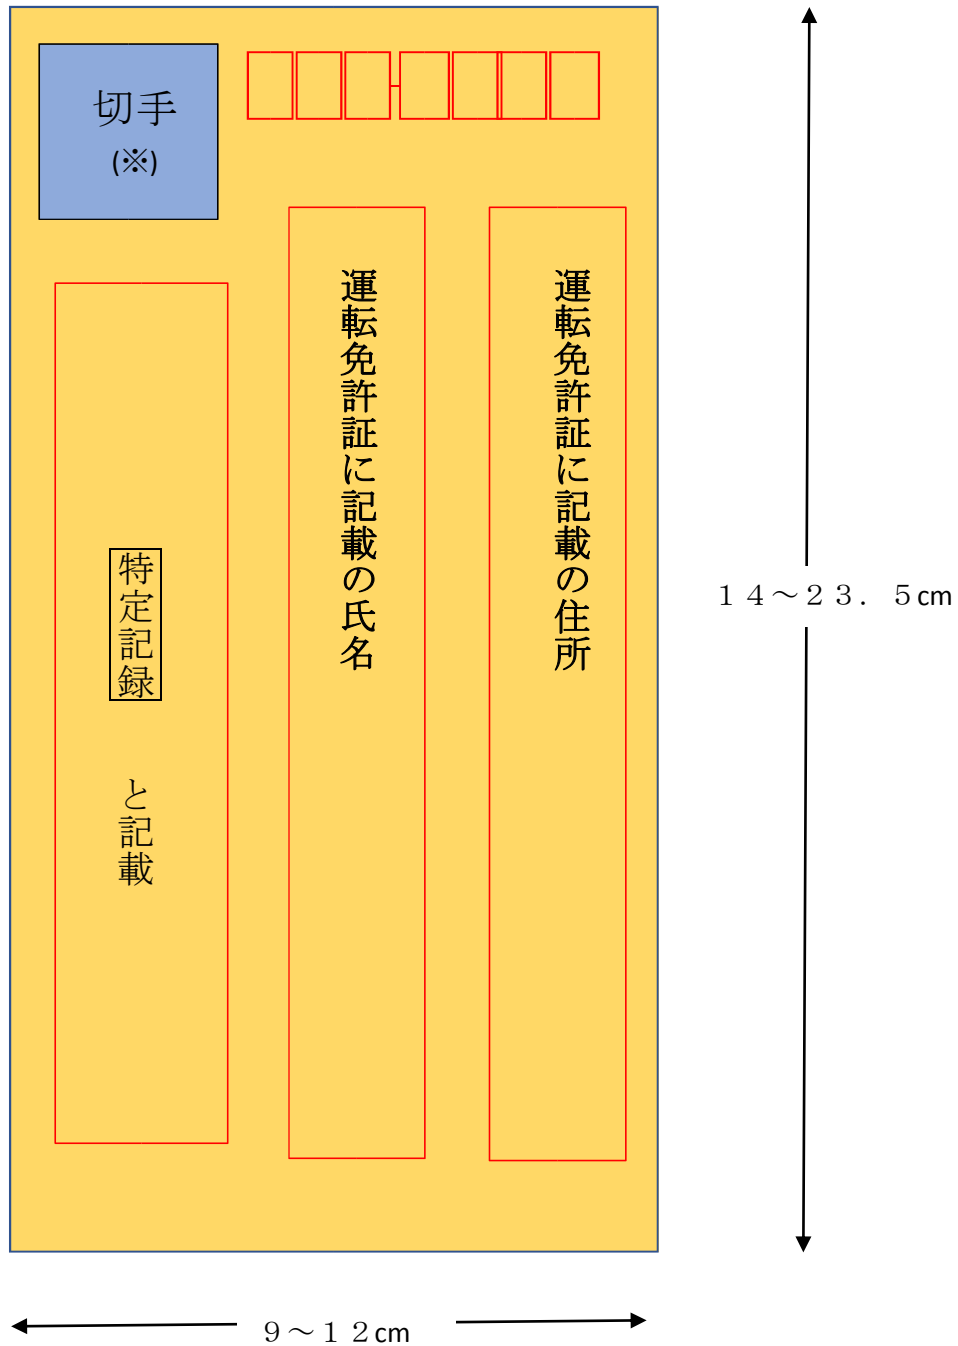 切手
(※)
運転免許証に記載の住所
運転免許証に記載の氏名
特定記録
と記載
１４～２３．５cm
９～１２cm